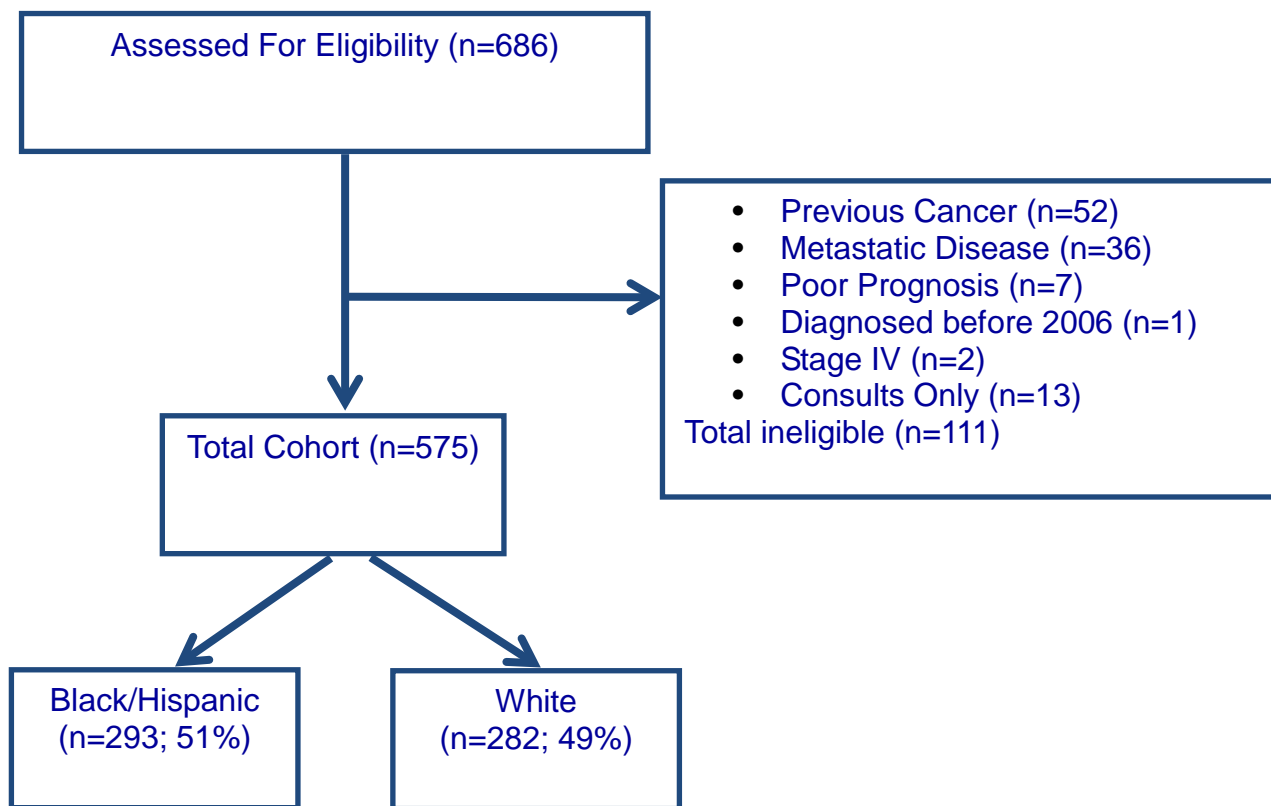 Assessed For Eligibility (n=686)
• Previous Cancer (n=52)
• Metastatic Disease (n=36)
• Poor Prognosis (n=7)
• Diagnosed before 2006 (n=1)
• Stage IV (n=2)
• Consults Only (n=13)
Total ineligible (n=111)
Total Cohort (n=575)
Black/Hispanic
(n=293; 51%)
White
(n=282; 49%)